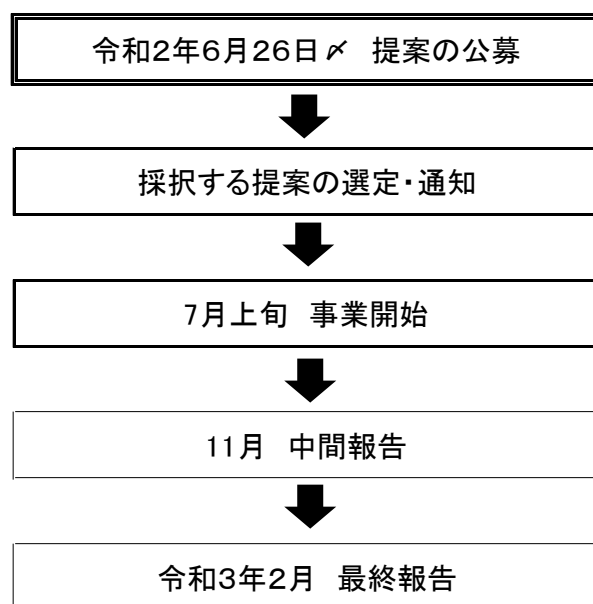 令和2年6月26日〆　提案の公募
採択する提案の選定・通知
7月上旬　事業開始
11月　中間報告
令和3年2月　最終報告